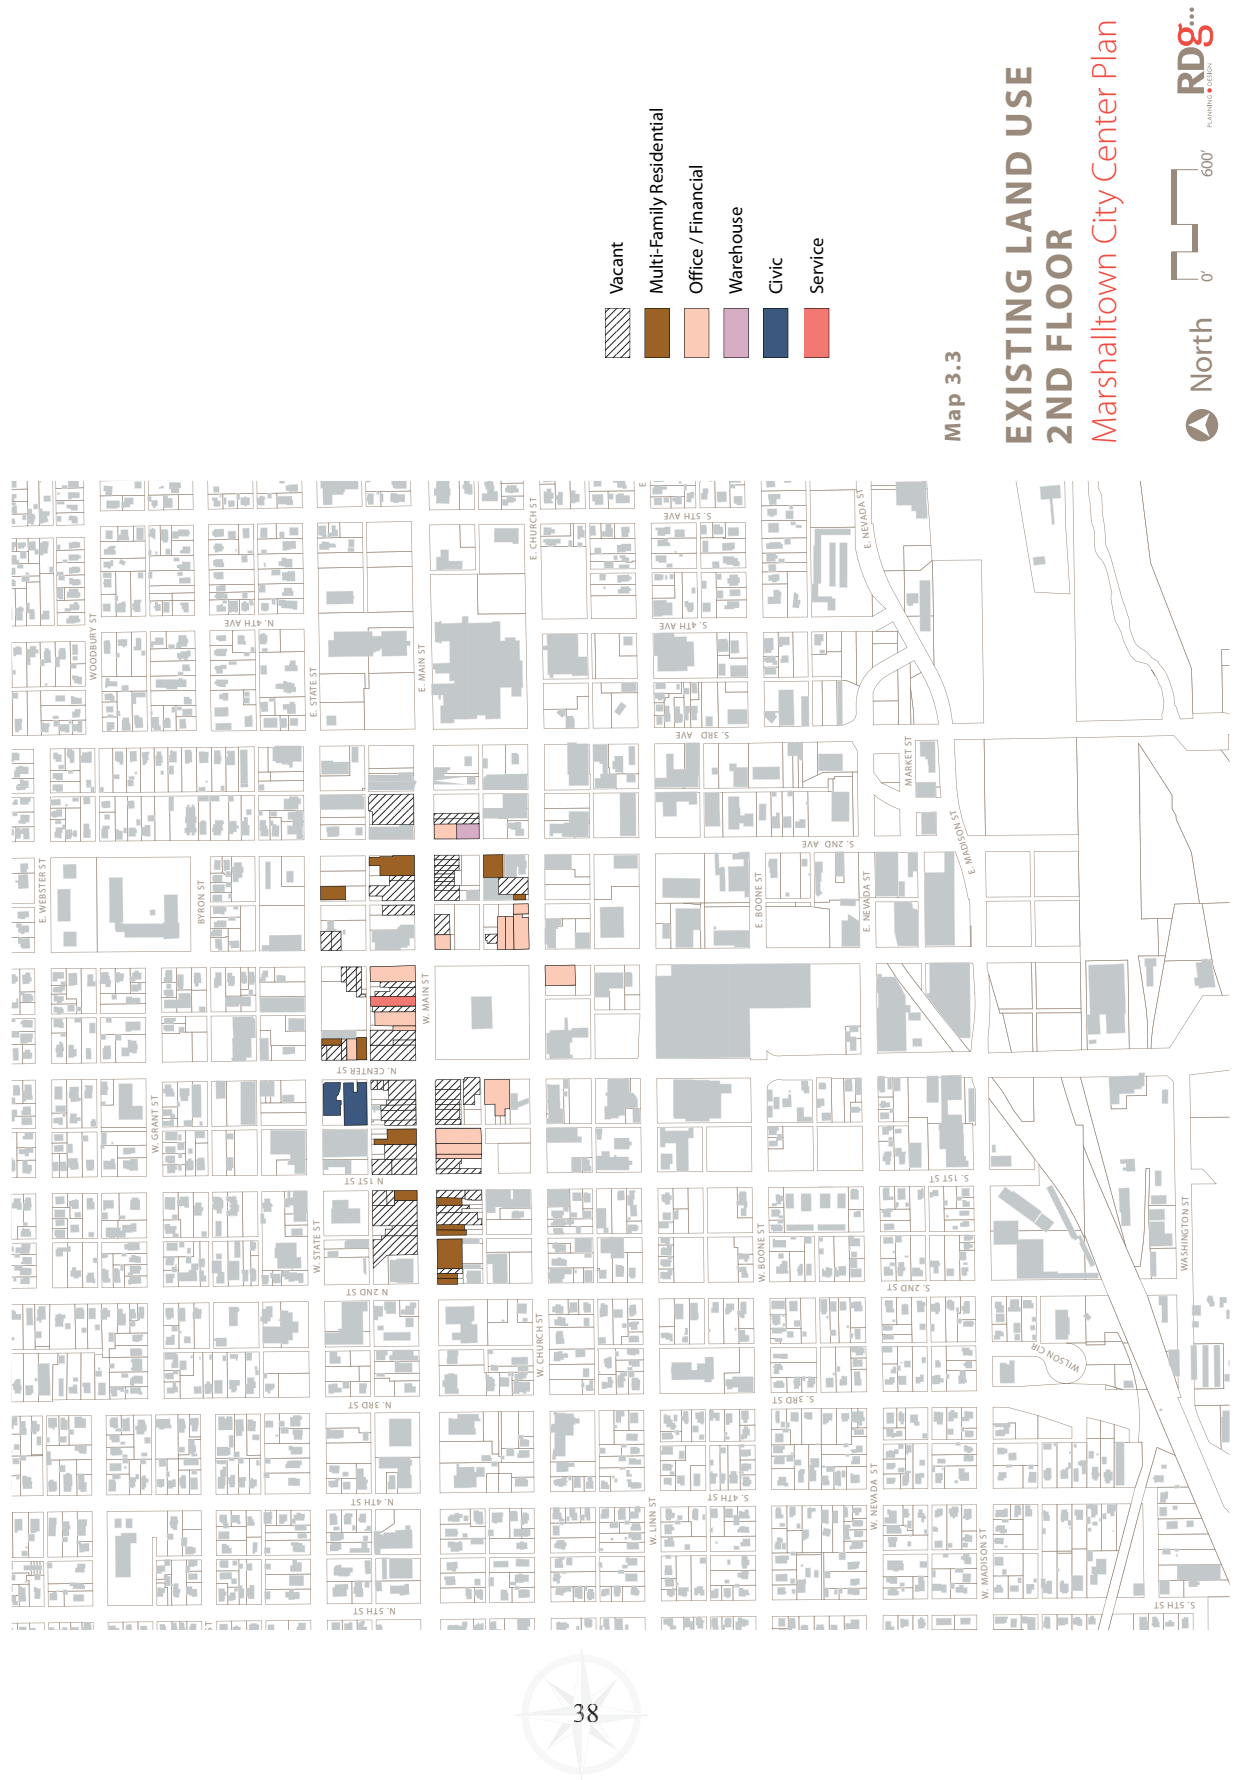 Map 3.3
EXISTING LAND USE
2ND FLOOR
Marshalltown City Center Plan
North
0'
600'
RDg...
PLANNING • DESIGN
Vacant
Multi-Family Residential
Office / Financial
Warehouse
Civic
Service
E. WEBSTER ST
WOODBURY ST
BYRON ST
W. GRANT ST
ST
E. STATE ST
W. STATE ST
E. MAIN ST
W. MAIN ST
E. CHURCH ST
W. CHURCH ST
E
W. LINN ST
E. BOONE ST
W. BOONE ST
E. NEVADA ST
E. NEVADA ST
W. NEVADA ST
MARKET ST
E. MADISON ST
W. MADISON ST
WASHINGTON ST
WILSON CIR
N. 4TH AVE
S. 5TH AVE
S. 4TH AVE
S. 3RD AVE
S. 2ND AVE
N. CENTER ST
N 1ST ST
S. 1ST ST
N 2ND ST
S. 2ND ST
N. 3RD ST
S. 3RD ST
N. 4TH ST
S. 4TH ST
N. 5TH ST
S. 5TH ST
38